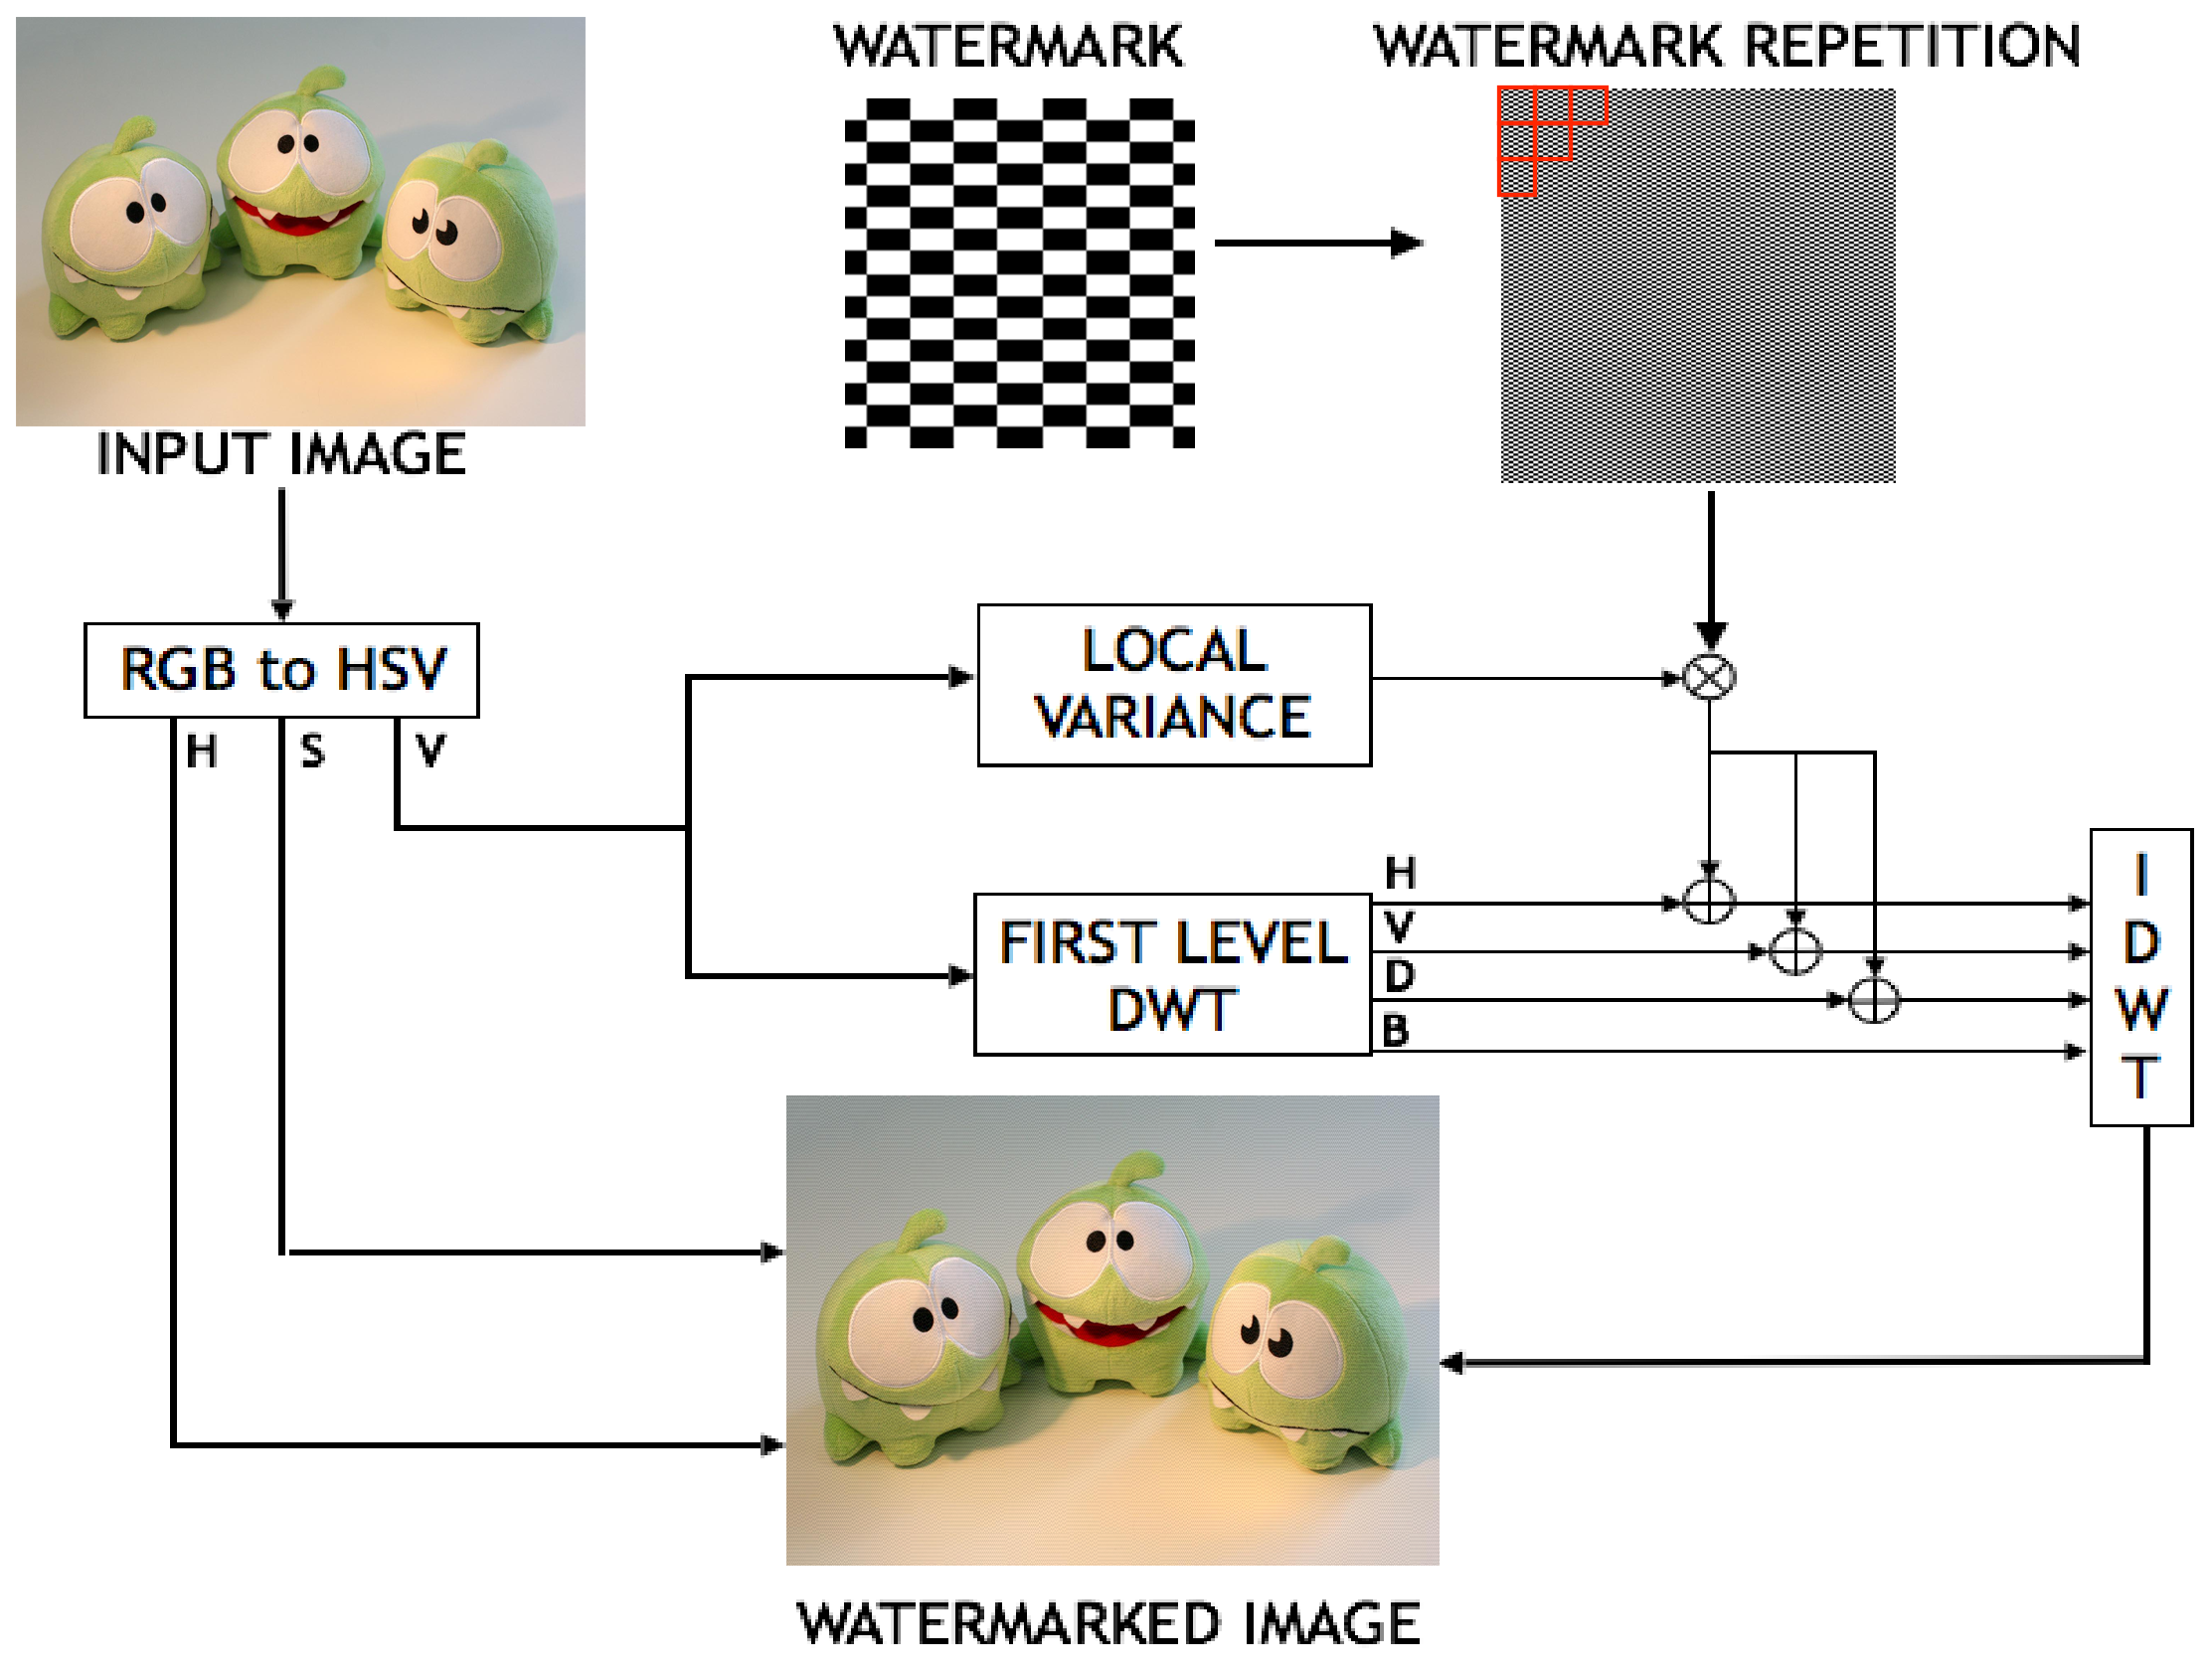 WATERMARK
WATERMARK REPETITION
INPUT IMAGE
RGB to HSV
H
S
V
LOCAL
VARIANCE
FIRST LEVEL
DWT
H
V
D
B
I
D
W
T
WATERMARKED IMAGE